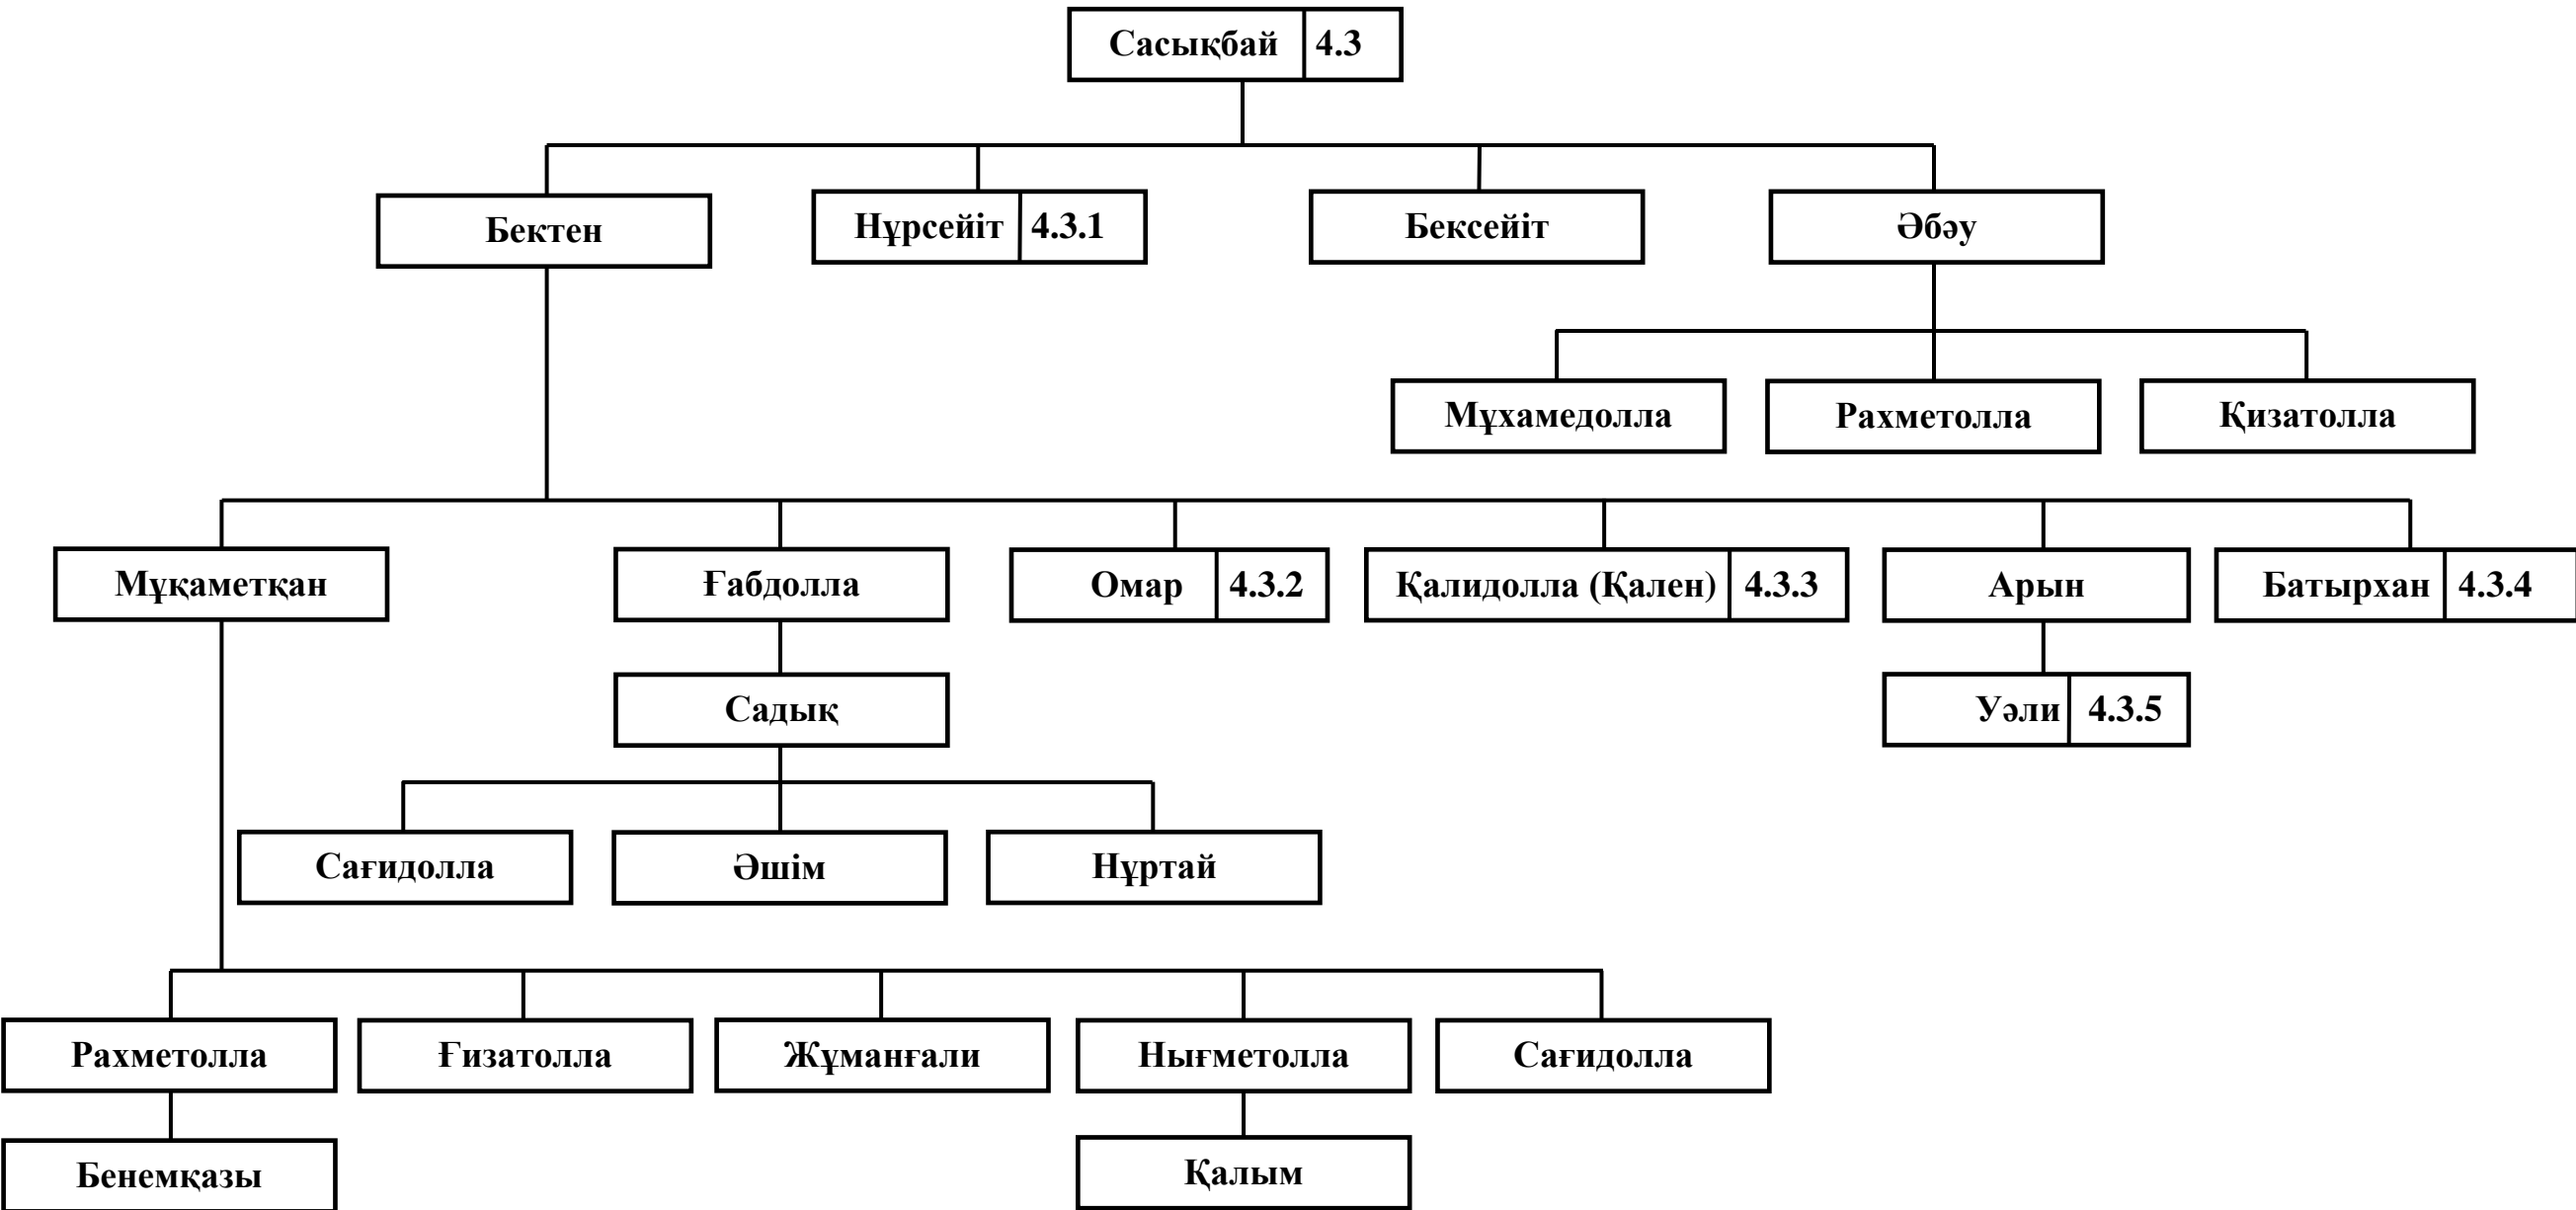 Сасықбай 4.3
Бектен
Нұрсейіт 4.3.1
Бексейіт
Әбәу
Мұхамедолла
Рахметолла
Қизатолла
Мұқаметқан
Ғабдолла
Омар 4.3.2
Қалидолла (Қален) 4.3.3
Арын
Батырхан 4.3.4
Садық
Уәли 4.3.5
Сағидолла
Әшім
Нұртай
Рахметолла
Ғизатолла
Жұманғали
Нығметолла
Сағидолла
Бенемқазы
Қалым